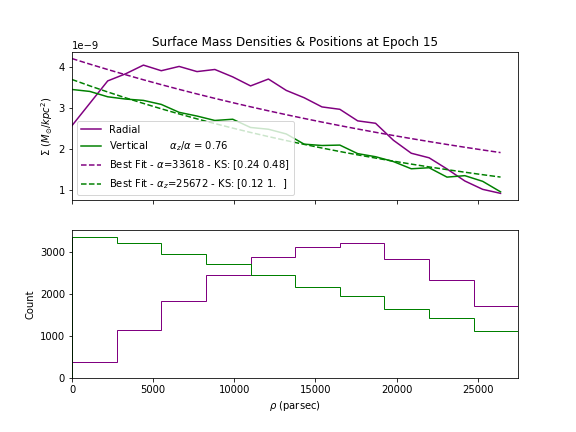 Surface Mass Densities & Positions at Epoch 15
1e−9
4
3
2
1
Σ (M⊙/kpc²)
Radial
Vertical α_z/α = 0.76
Best Fit - α=33618 - KS: [0.24 0.48]
Best Fit - α_z=25672 - KS: [0.12 1. ]
3000
2000
1000
0
Count
0 5000 10000 15000 20000 25000
ρ (parsec)